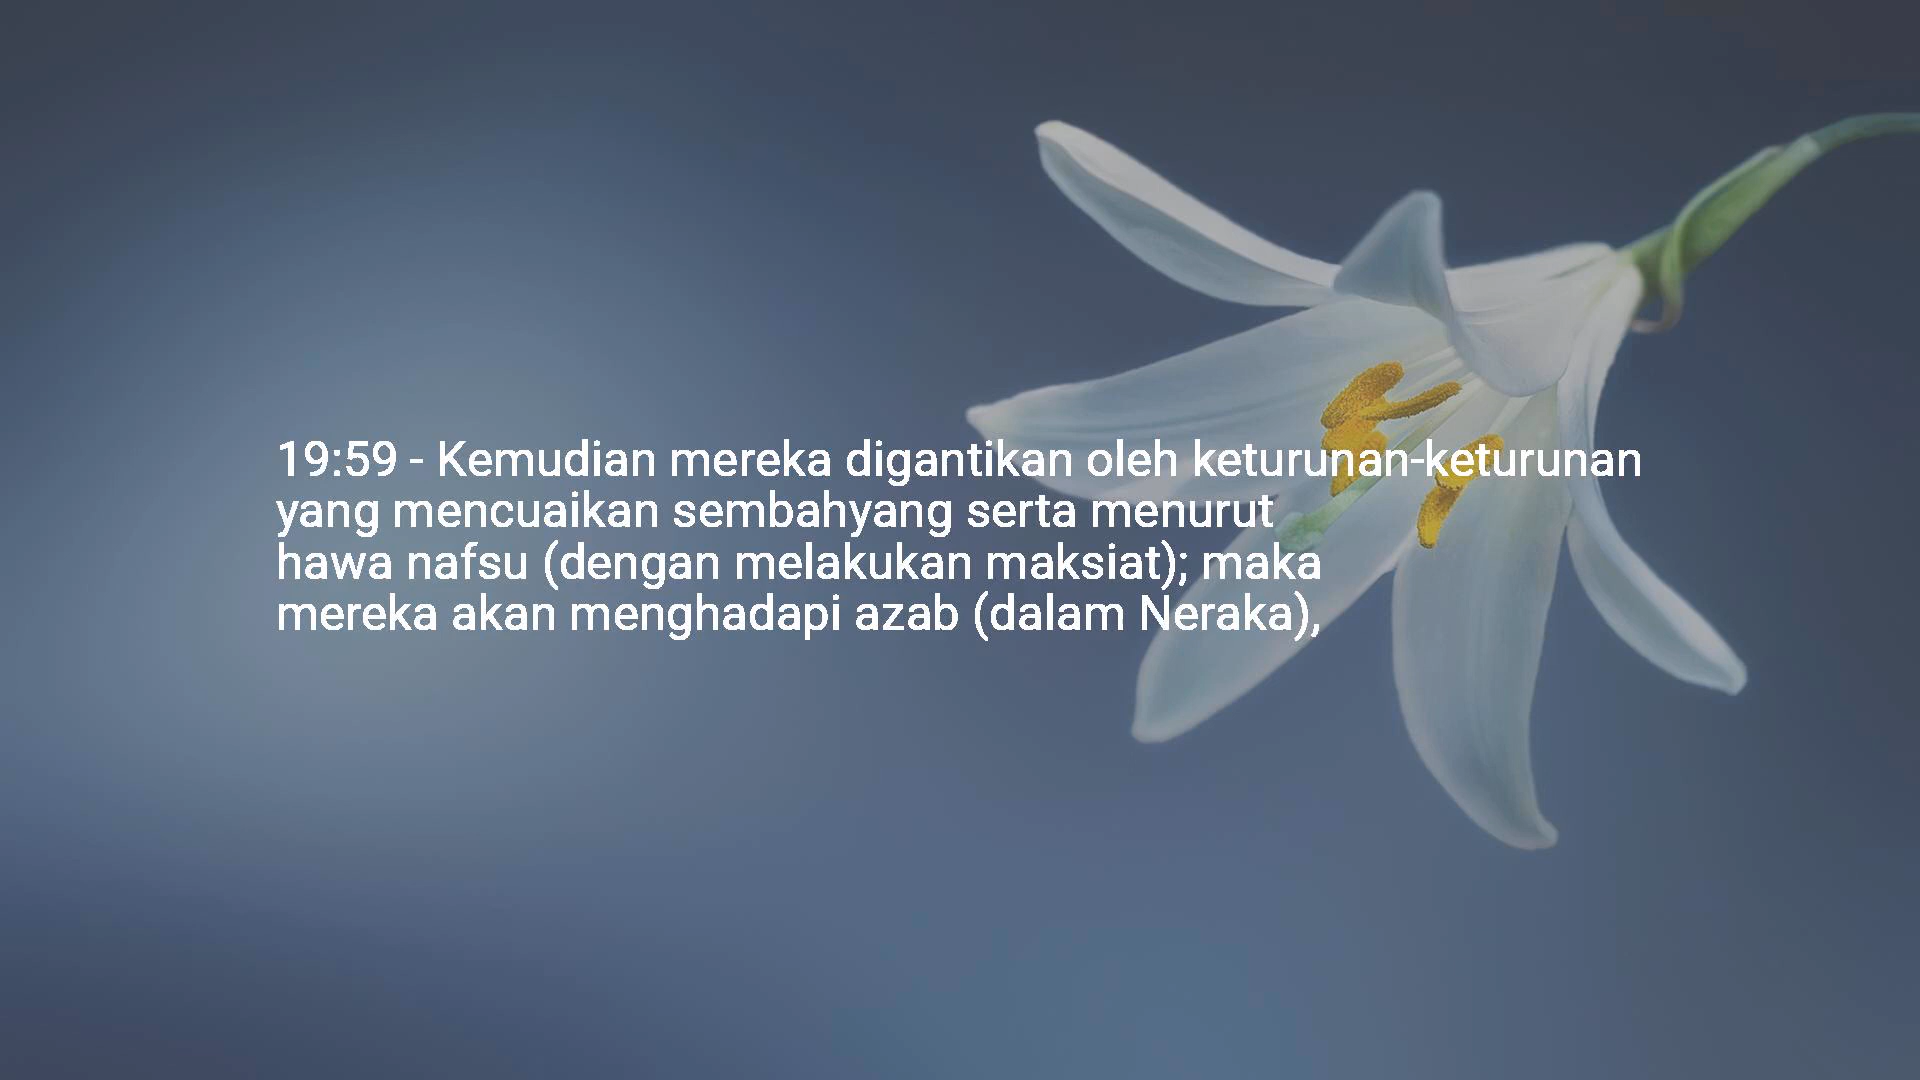 19:59 - Kemudian mereka digantikan oleh keturunan-keturunan
yang mencuaikan sembahyang serta menurut
hawa nafsu (dengan melakukan maksiat); maka
mereka akan menghadapi azab (dalam Neraka),